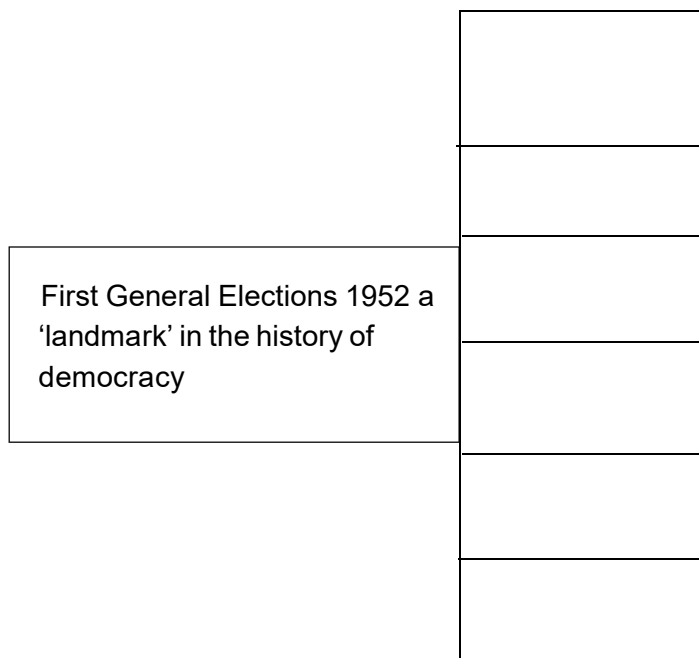 First General Elections 1952 a
‘landmark’ in the history of
democracy